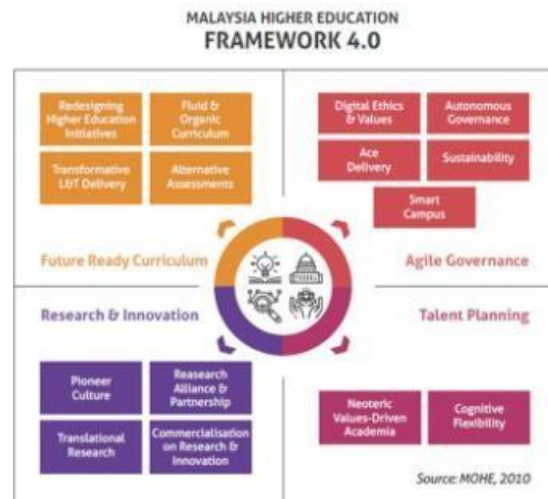 MALAYSIA HIGHER EDUCATION
FRAMEWORK 4.0
Redesigning
Higher Education
Initiatives
Fluid &
Organic
Curriculum
Transformative
L&T Delivery
Alternative
Assessments
Future Ready Curriculum
Digital Ethics
& Values
Autonomous
Governance
Ace
Delivery
Sustainability
Smart
Campus
Agile Governance
Research & Innovation
Pioneer
Culture
Reasearch
Alliance &
Partnership
Translational
Research
Commercialisation
on Research &
Innovation
Talent Planning
Neoteric
Values-Driven
Academia
Cognitive
Flexibility
Source: MOHE, 2010